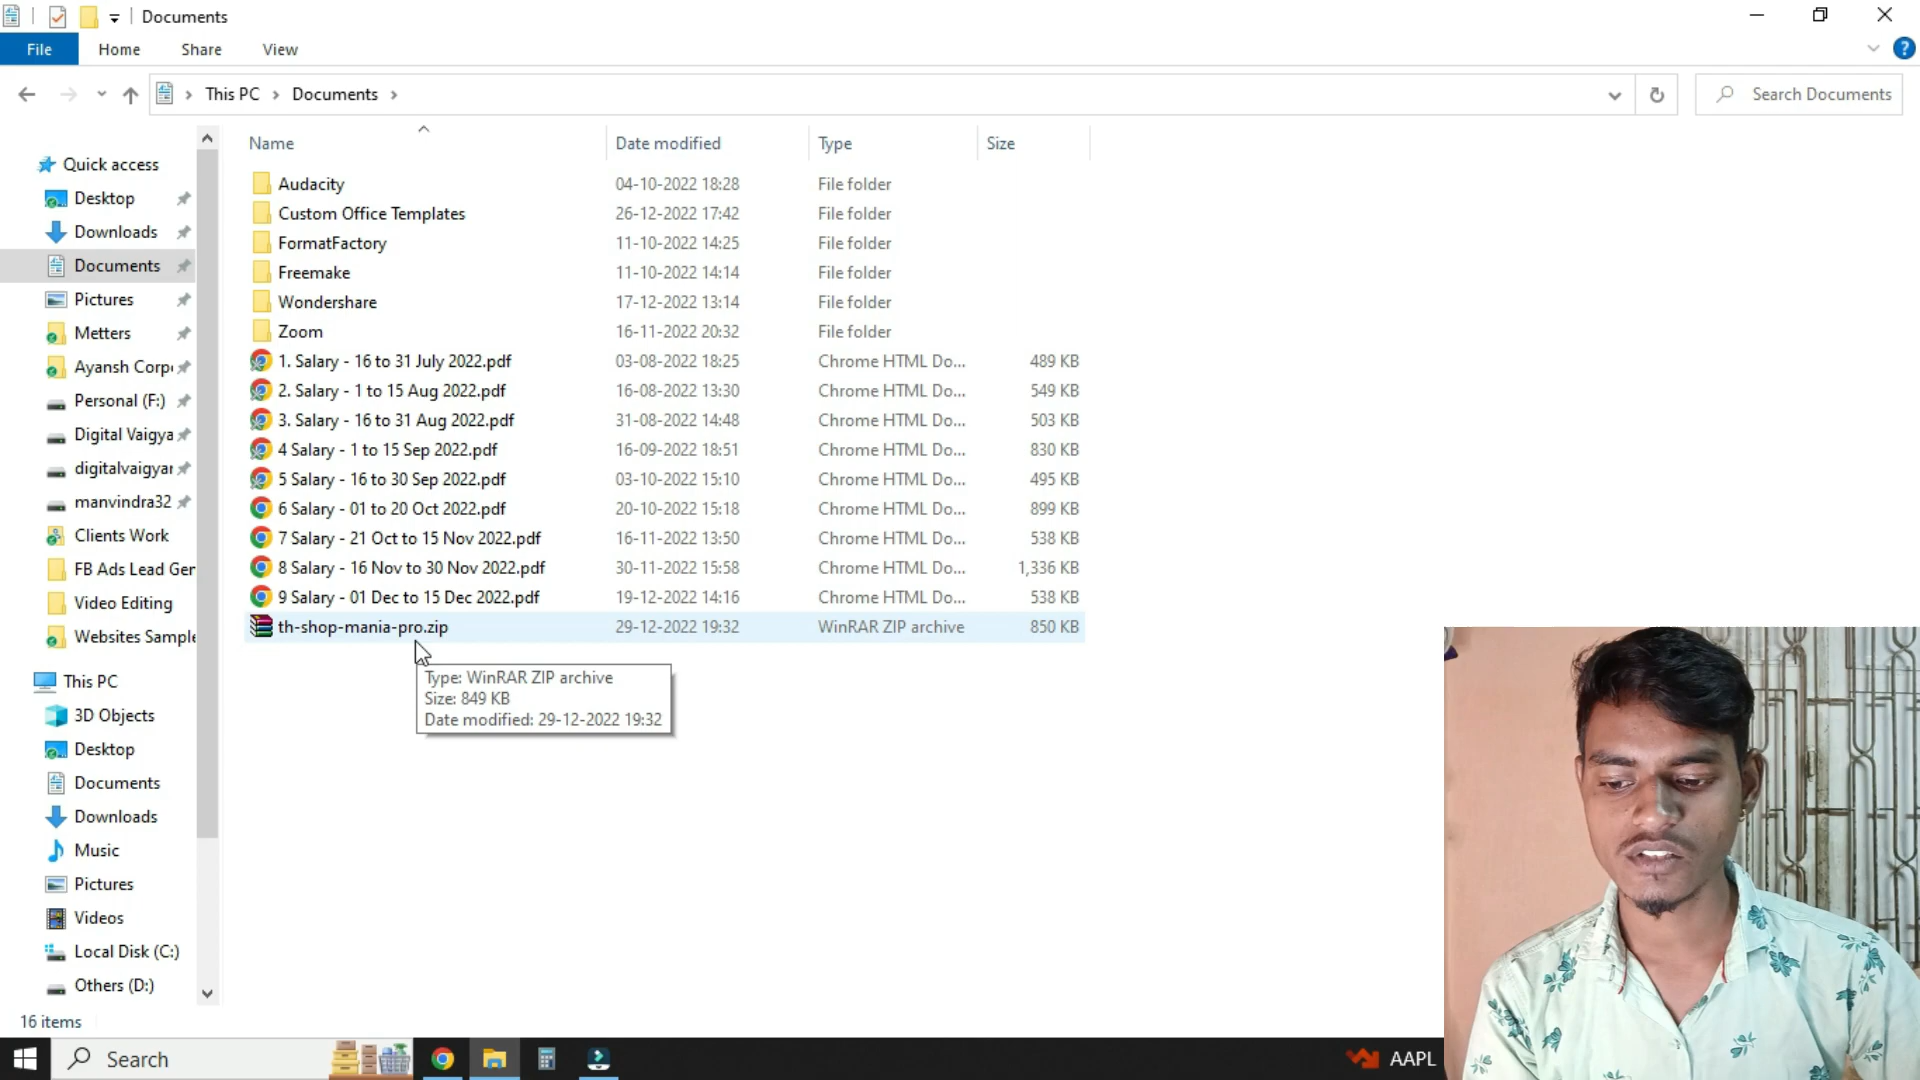 Documents
File Home Share View
This PC Documents
Search Documents
Name Date modified Type Size
Quick access
Desktop
Downloads
Documents
Pictures
Metters
Ayansh Corp
Personal (F:)
Digital Vaigya
digitalvaigyar
manvindra32
Clients Work
FB Ads Lead Ger
Video Editing
Websites Sample
This PC
3D Objects
Desktop
Documents
Downloads
Music
Pictures
Videos
Local Disk (C:)
Others (D:)
Audacity 04-10-2022 18:28 File folder
Custom Office Templates 26-12-2022 17:42 File folder
FormatFactory 11-10-2022 14:25 File folder
Freemake 11-10-2022 14:14 File folder
Wondershare 17-12-2022 13:14 File folder
Zoom 16-11-2022 20:32 File folder
1. Salary - 16 to 31 July 2022.pdf 03-08-2022 18:25 Chrome HTML Do... 489 KB
2. Salary - 1 to 15 Aug 2022.pdf 16-08-2022 13:30 Chrome HTML Do... 549 KB
3. Salary - 16 to 31 Aug 2022.pdf 31-08-2022 14:48 Chrome HTML Do... 503 KB
4 Salary - 1 to 15 Sep 2022.pdf 16-09-2022 18:51 Chrome HTML Do... 830 KB
5 Salary - 16 to 30 Sep 2022.pdf 03-10-2022 15:10 Chrome HTML Do... 495 KB
6 Salary - 01 to 20 Oct 2022.pdf 20-10-2022 15:18 Chrome HTML Do... 899 KB
7 Salary - 21 Oct to 15 Nov 2022.pdf 16-11-2022 13:50 Chrome HTML Do... 538 KB
8 Salary - 16 Nov to 30 Nov 2022.pdf 30-11-2022 15:58 Chrome HTML Do... 1,336 KB
9 Salary - 01 Dec to 15 Dec 2022.pdf 19-12-2022 14:16 Chrome HTML Do... 538 KB
th-shop-mania-pro.zip 29-12-2022 19:32 WinRAR ZIP archive 850 KB
Type: WinRAR ZIP archive
Size: 849 KB
Date modified: 29-12-2022 19:32
16 items
Search
AAPL